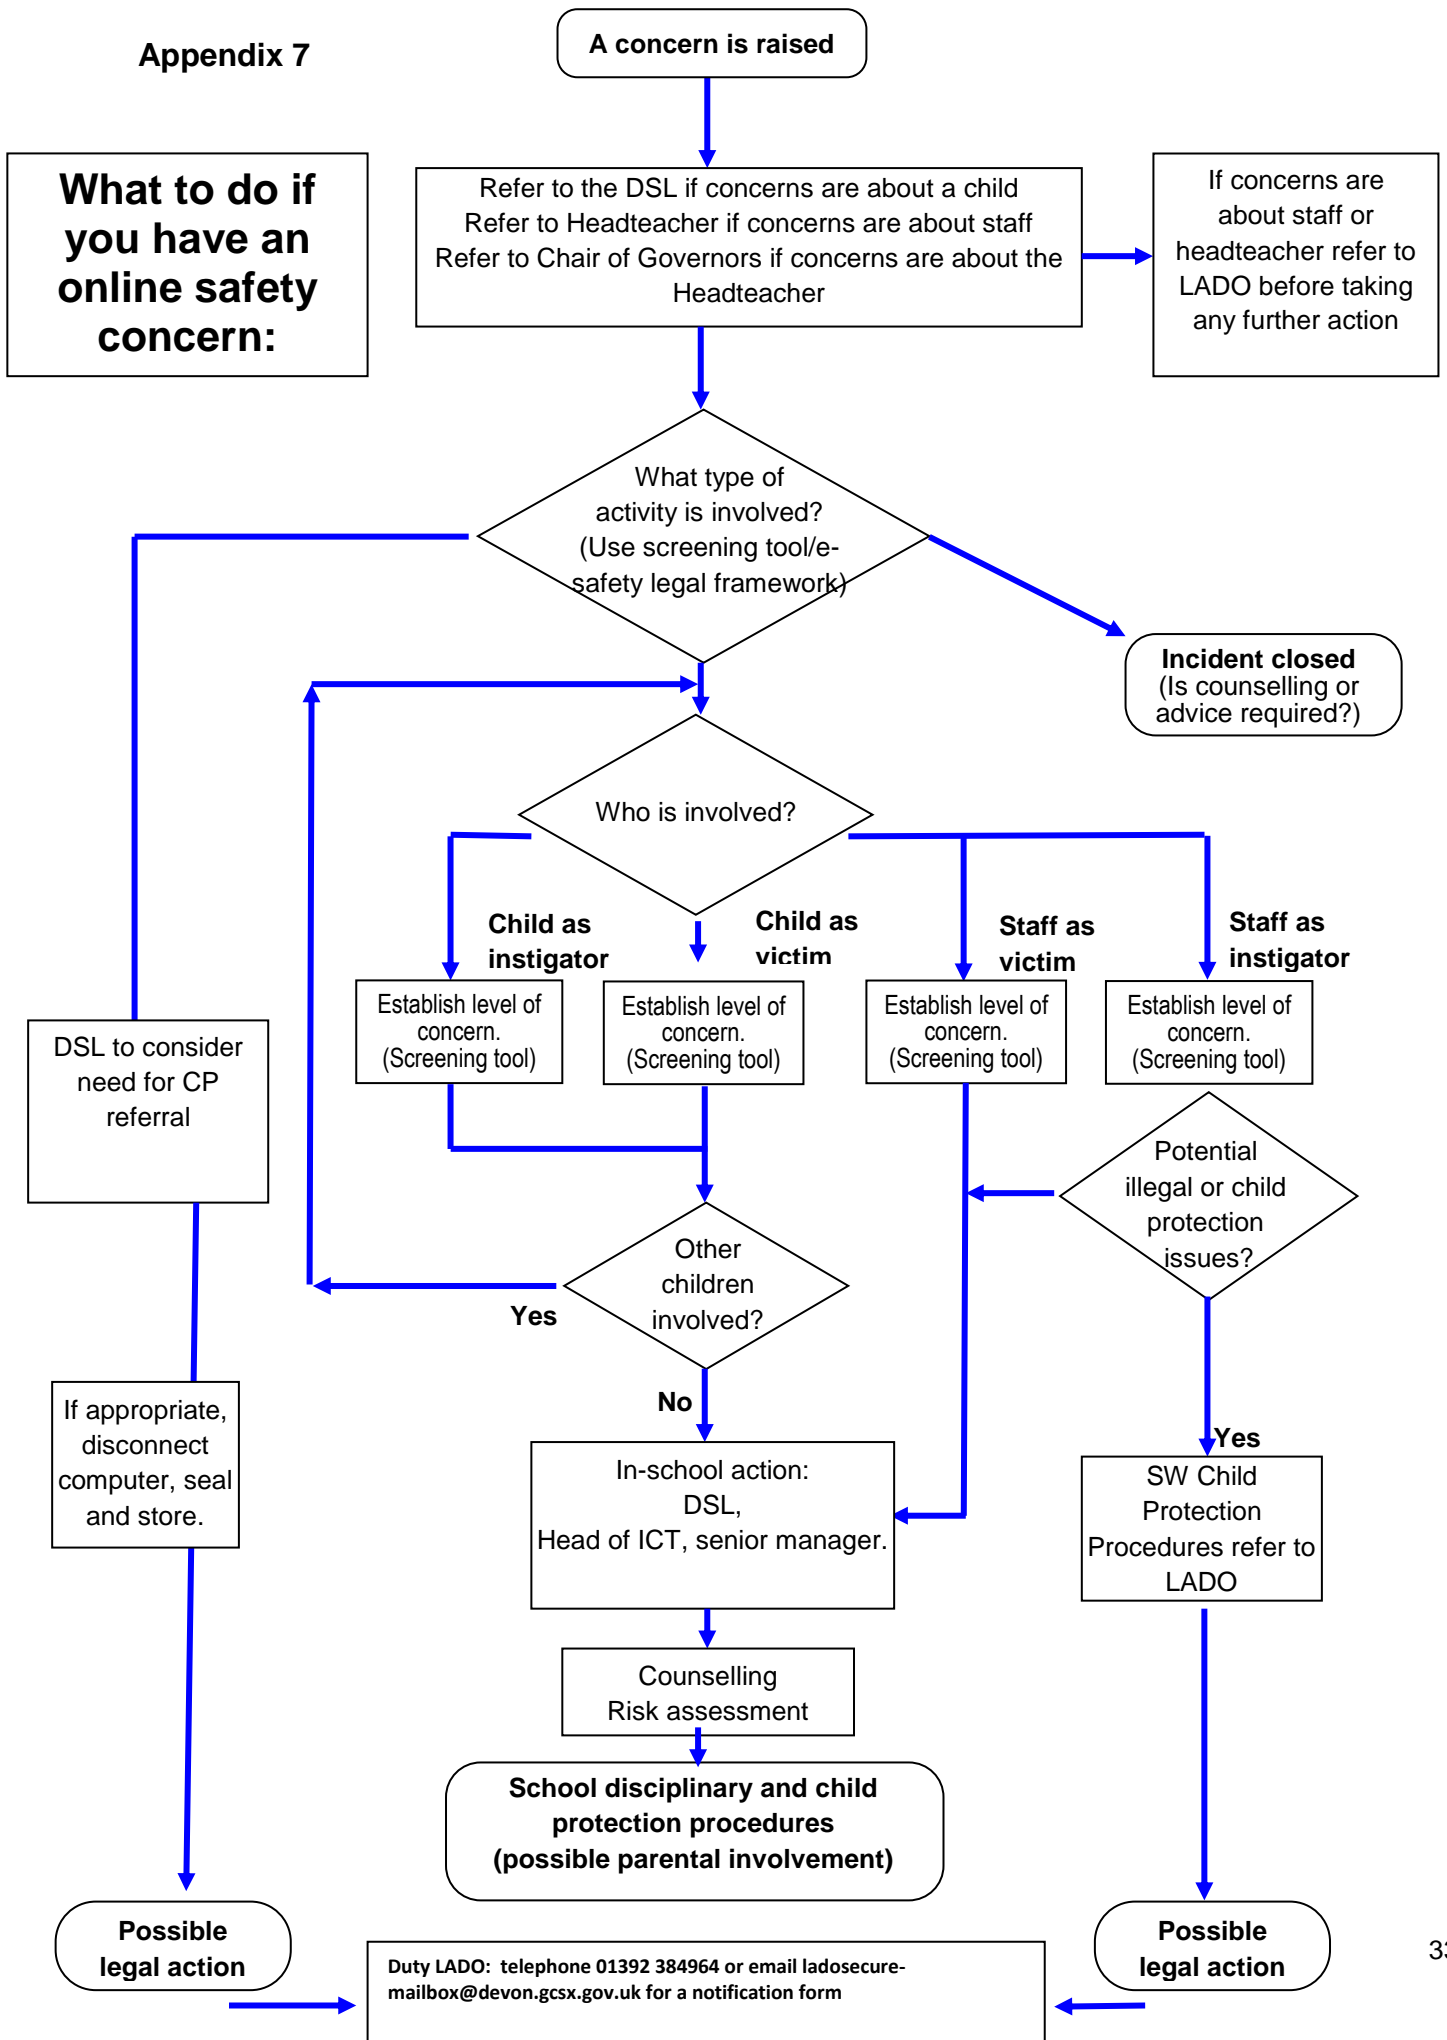 Appendix 7
A concern is raised
What to do if
you have an
online safety
concern:
Refer to the DSL if concerns are about a child
Refer to Headteacher if concerns are about staff
Refer to Chair of Governors if concerns are about the
Headteacher
If concerns are
about staff or
headteacher refer to
LADO before taking
any further action
What type of
activity is involved?
(Use screening tool/e-
safety legal framework)
Incident closed
(Is counselling or
advice required?)
Who is involved?
Child as
instigator
Child as
victim
Staff as
victim
Staff as
instigator
Establish level of
concern.
(Screening tool)
Establish level of
concern.
(Screening tool)
Establish level of
concern.
(Screening tool)
Establish level of
concern.
(Screening tool)
DSL to consider
need for CP
referral
Potential
illegal or child
protection
issues?
Other
children
involved?
Yes
No
Yes
If appropriate,
disconnect
computer, seal
and store.
In-school action:
DSL,
Head of ICT, senior manager.
SW Child
Protection
Procedures refer to
LADO
Counselling
Risk assessment
School disciplinary and child
protection procedures
(possible parental involvement)
Possible
legal action
Possible
legal action
Duty LADO: telephone 01392 384964 or email ladosecure-
mailbox@devon.gcsx.gov.uk for a notification form